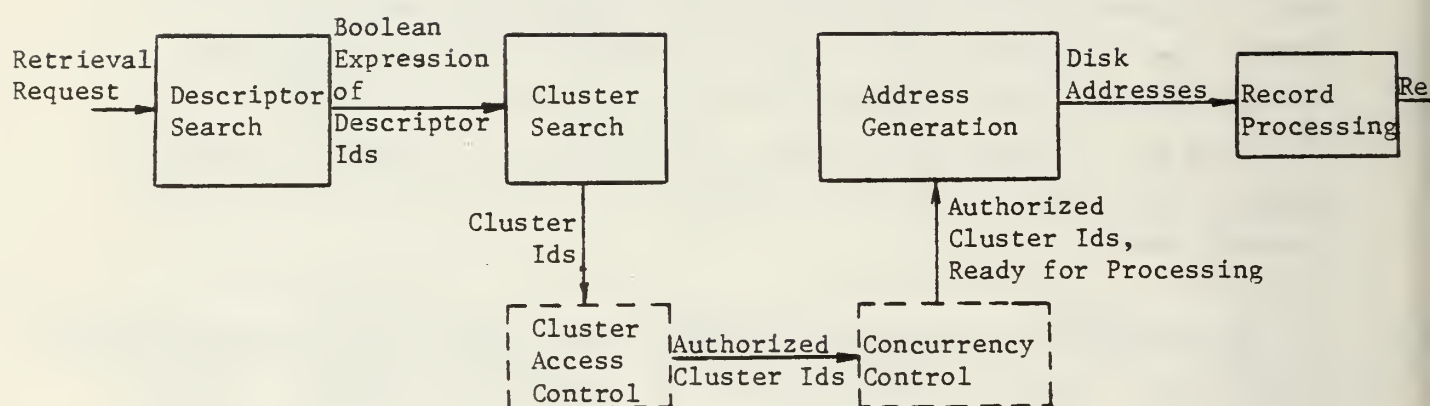 Retrieval
Request
Descriptor
Search
Boolean
Expression
of
Descriptor
Ids
Cluster
Search
Cluster
Ids
Cluster
Access
Control
Authorized
Cluster Ids
Concurrency
Control
Authorized
Cluster Ids,
Ready for Processing
Address
Generation
Disk
Addresses
Record
Processing